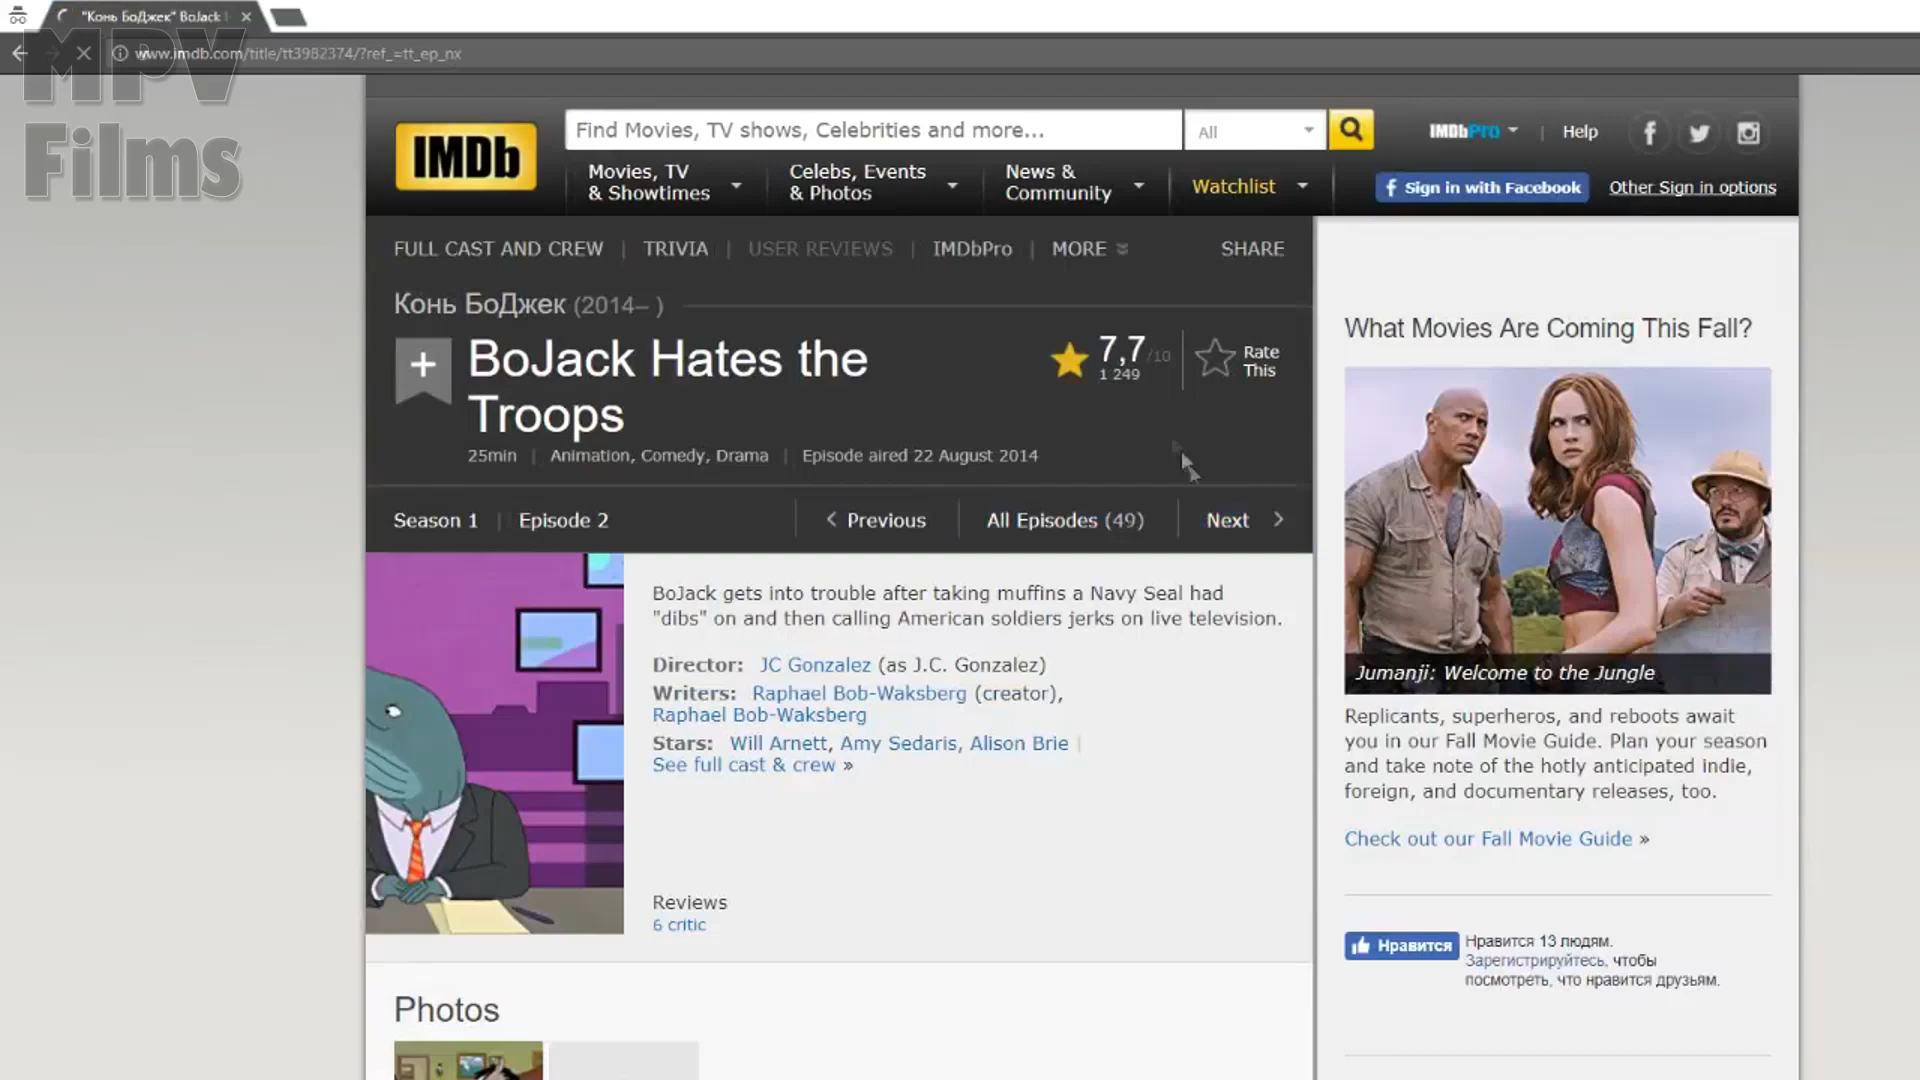 "Конь БоДжек" BoJack
www.imdb.com/title/tt3982374/?ref_=tt_ep_nx
MPV
Films
IMDb
Find Movies, TV shows, Celebrities and more...
All
IMDbPro
Help
Movies, TV
& Showtimes
Celebs, Events
& Photos
News &
Community
Watchlist
Sign in with Facebook
Other Sign in options
FULL CAST AND CREW | TRIVIA | USER REVIEWS | IMDbPro | MORE
SHARE
Конь БоДжек (2014– )
BoJack Hates the
Troops
7,7/10
1 249
Rate
This
25min | Animation, Comedy, Drama | Episode aired 22 August 2014
Season 1 | Episode 2
Previous
All Episodes (49)
Next
BoJack gets into trouble after taking muffins a Navy Seal had
"dibs" on and then calling American soldiers jerks on live television.
Director: JC Gonzalez (as J.C. Gonzalez)
Writers: Raphael Bob-Waksberg (creator),
Raphael Bob-Waksberg
Stars: Will Arnett, Amy Sedaris, Alison Brie |
See full cast & crew »
Reviews
6 critic
Photos
What Movies Are Coming This Fall?
Jumanji: Welcome to the Jungle
Replicants, superheros, and reboots await
you in our Fall Movie Guide. Plan your season
and take note of the hotly anticipated indie,
foreign, and documentary releases, too.
Check out our Fall Movie Guide »
Нравится
Нравится 13 людям.
Зарегистрируйтесь, чтобы
посмотреть, что нравится друзьям.